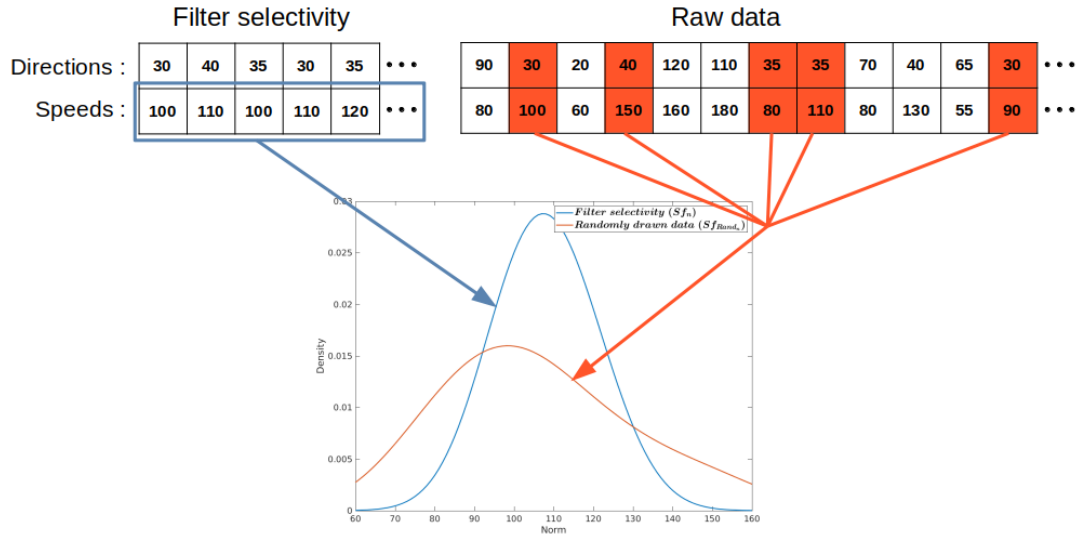 Filter selectivity Raw data
Directions : 30 40 35 30 35 ••• 90 30 20 40 120 110 35 35 70 40 65 30 •••
Speeds : 100 110 100 110 120 ••• 80 100 60 150 160 180 80 110 80 130 55 90 •••
0.03
Filter selectivity (Sfn)
Randomly drawn data (SfRandn)
0.025
0.02
0.015
0.01
0.005
0
Density
60 70 80 90 100 110 120 130 140 150 160
Norm